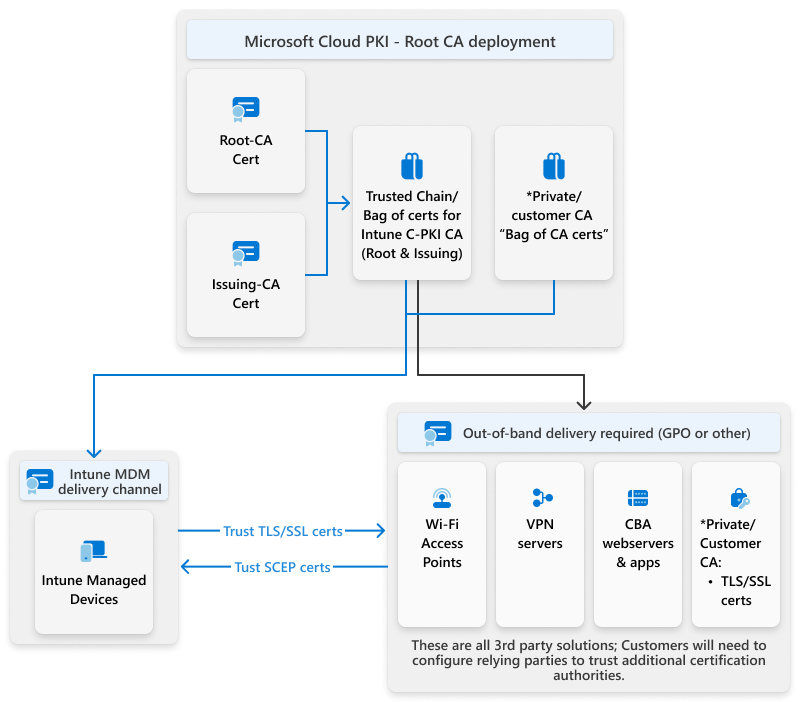 Microsoft Cloud PKI - Root CA deployment
Root-CA
Cert
Issuing-CA
Cert
Trusted Chain/
Bag of certs for
Intune C-PKI CA
(Root & Issuing)
*Private/
customer CA
“Bag of CA certs”
Intune MDM
delivery channel
Intune Managed
Devices
Trust TLS/SSL certs
Tust SCEP certs
Out-of-band delivery required (GPO or other)
Wi-Fi
Access
Points
VPN
servers
CBA
webservers
& apps
*Private/
Customer
CA:
• TLS/SSL
certs
These are all 3rd party solutions; Customers will need to
configure relying parties to trust additional certification
authorities.